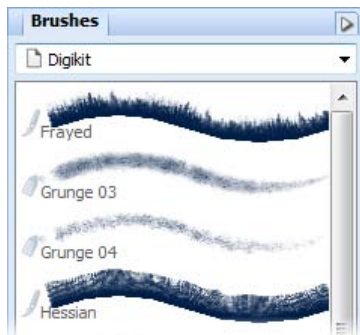 Brushes
Digikit
Frayed
Grunge 03
Grunge 04
Hessian